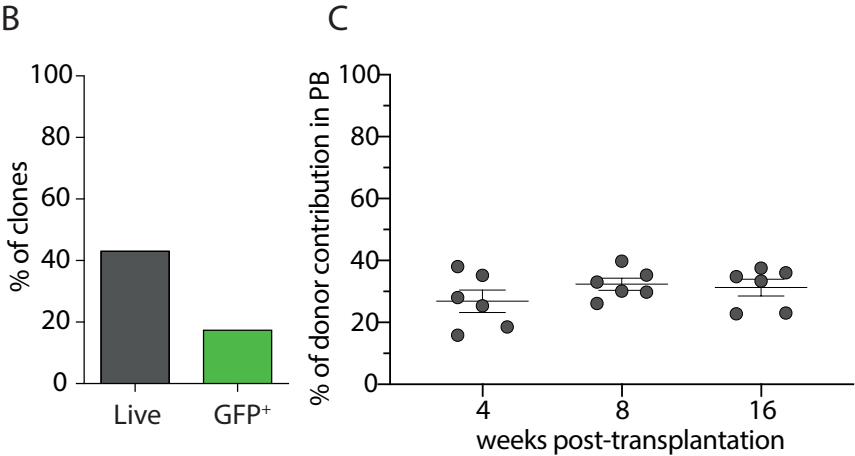 B
% of clones
100
80
60
40
20
0
Live
GFP⁺
C
% of donor contribution in PB
100
80
60
40
20
0
4
8
16
weeks post-transplantation